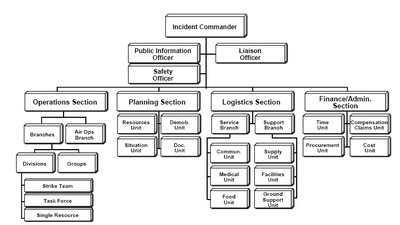 Incident Commander
Public Information
Officer
Liaison
Officer
Safety
Officer
Operations Section
Planning Section
Logistics Section
Finance/Admin.
Section
Branches
Air Ops
Branch
Divisions
Groups
Strike Team
Task Force
Single Resource
Resources
Unit
Demob.
Unit
Situation
Unit
Doc.
Unit
Service
Branch
Support
Branch
Commun.
Unit
Supply
Unit
Medical
Unit
Facilities
Unit
Food
Unit
Ground
Support
Unit
Time
Unit
Compensation
Claims Unit
Procurement
Unit
Cost
Unit